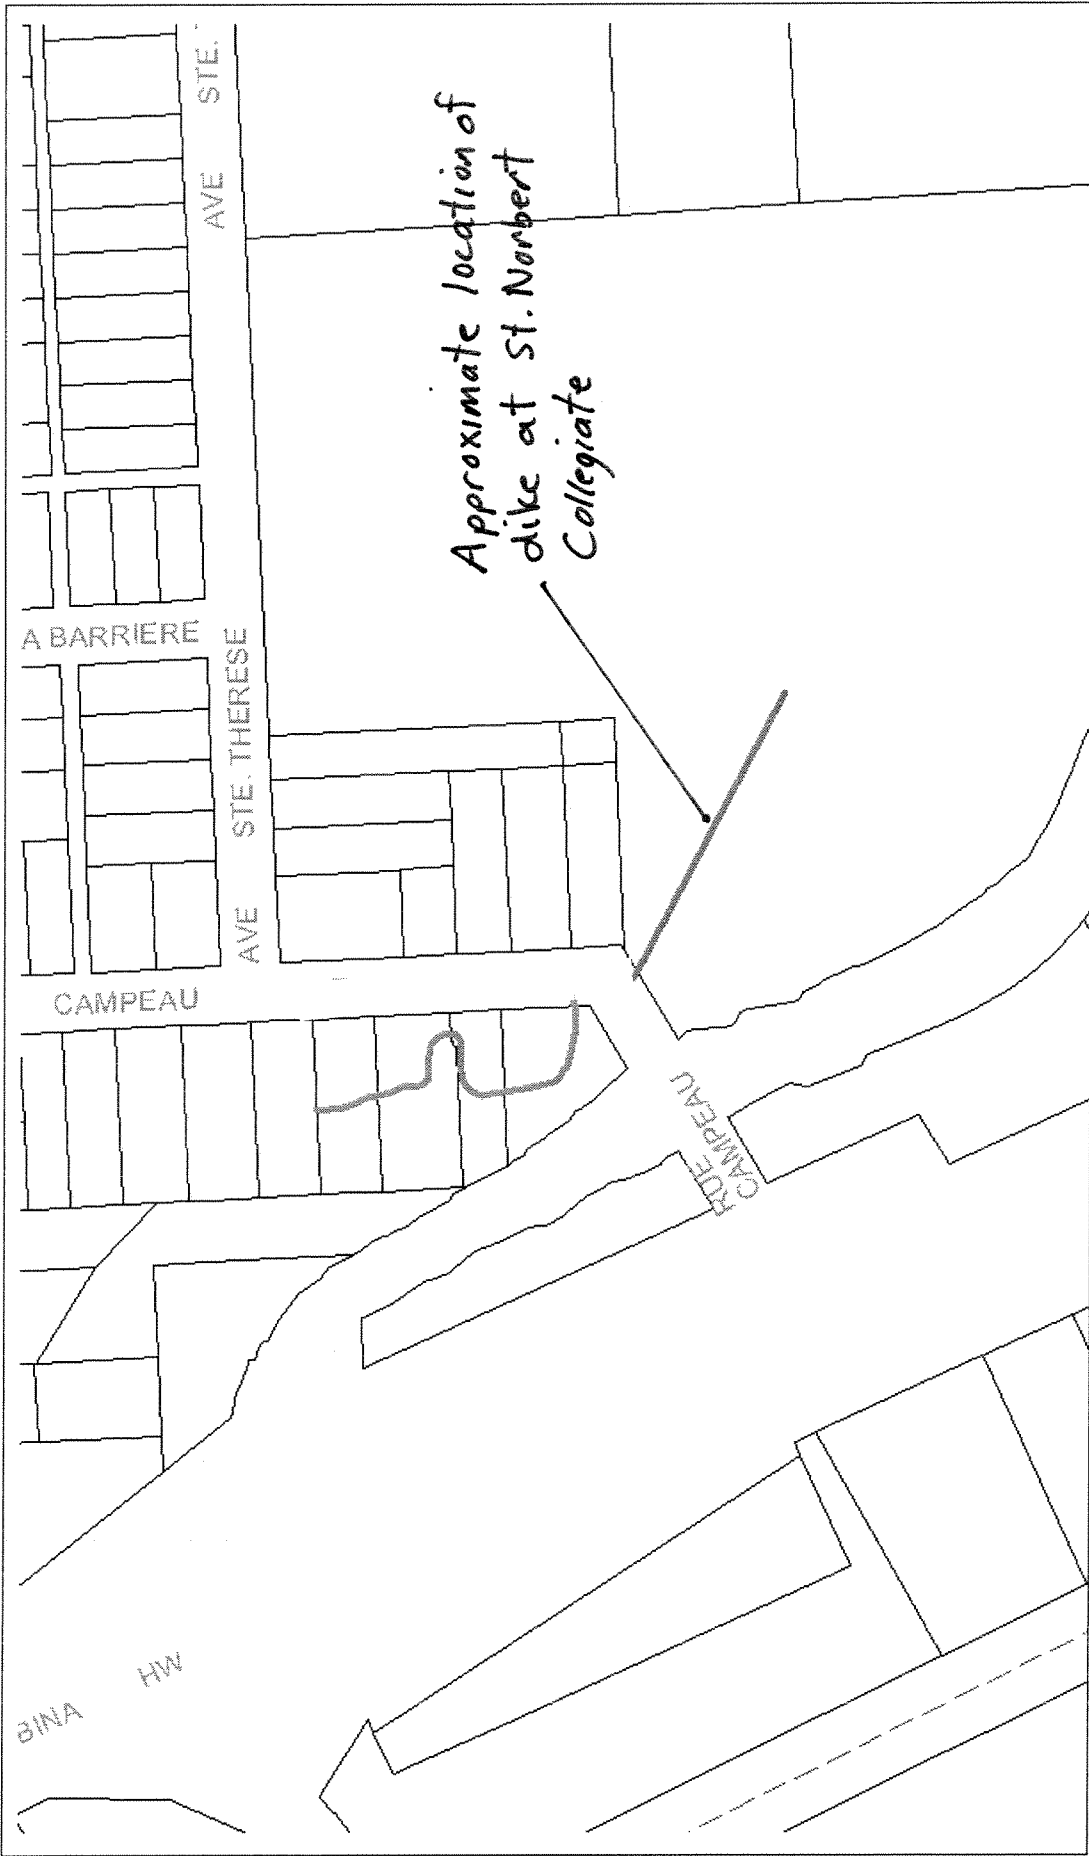 STE.
AVE
Approximate location of
dike at St. Norbert
Collegiate
A BARRIERE
STE. THERESE
AVE
CAMPEAU
RUE
CAMPEAU
BINA
HW